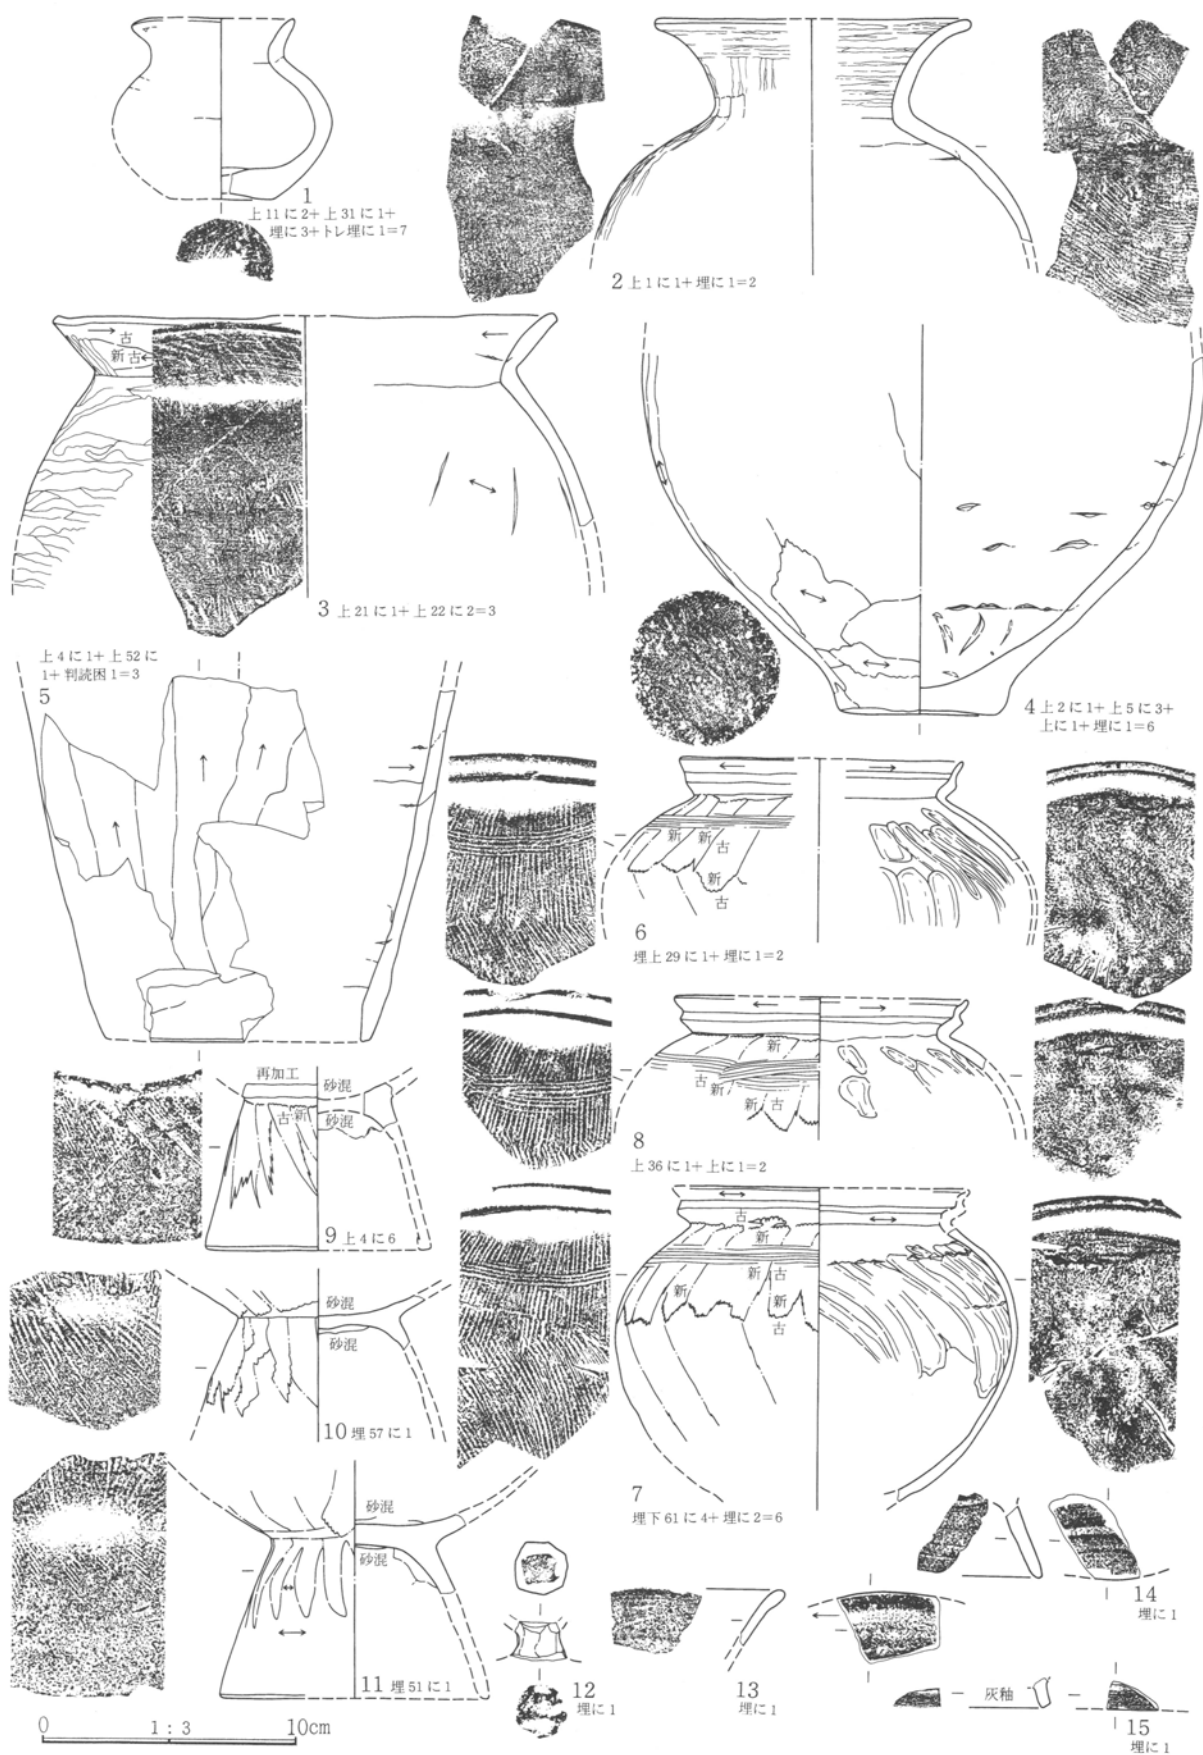 1
上11に2+上31に1+
埋に3+トレ埋に1=7
2 上1に1+埋に1=2
古
新 古
3 上21に1+上22に2=3
4 上2に1+上5に3+
上に1+埋に1=6
上4に1+上52に
1+判読困1=3
5
新 新 古
新
古
6
埋上29に1+埋に1=2
新
古
新 古
8
上36に1+上に1=2
再加工
砂混
古 新
砂混
9 上4に6
古
新
新 古
新 新
古
7
埋下61に4+埋に2=6
砂混
砂混
10 埋57に1
砂混
砂混
11 埋51に1
12
埋に1
13
埋に1
14
埋に1
灰釉
15
埋に1
0 1:3 10cm